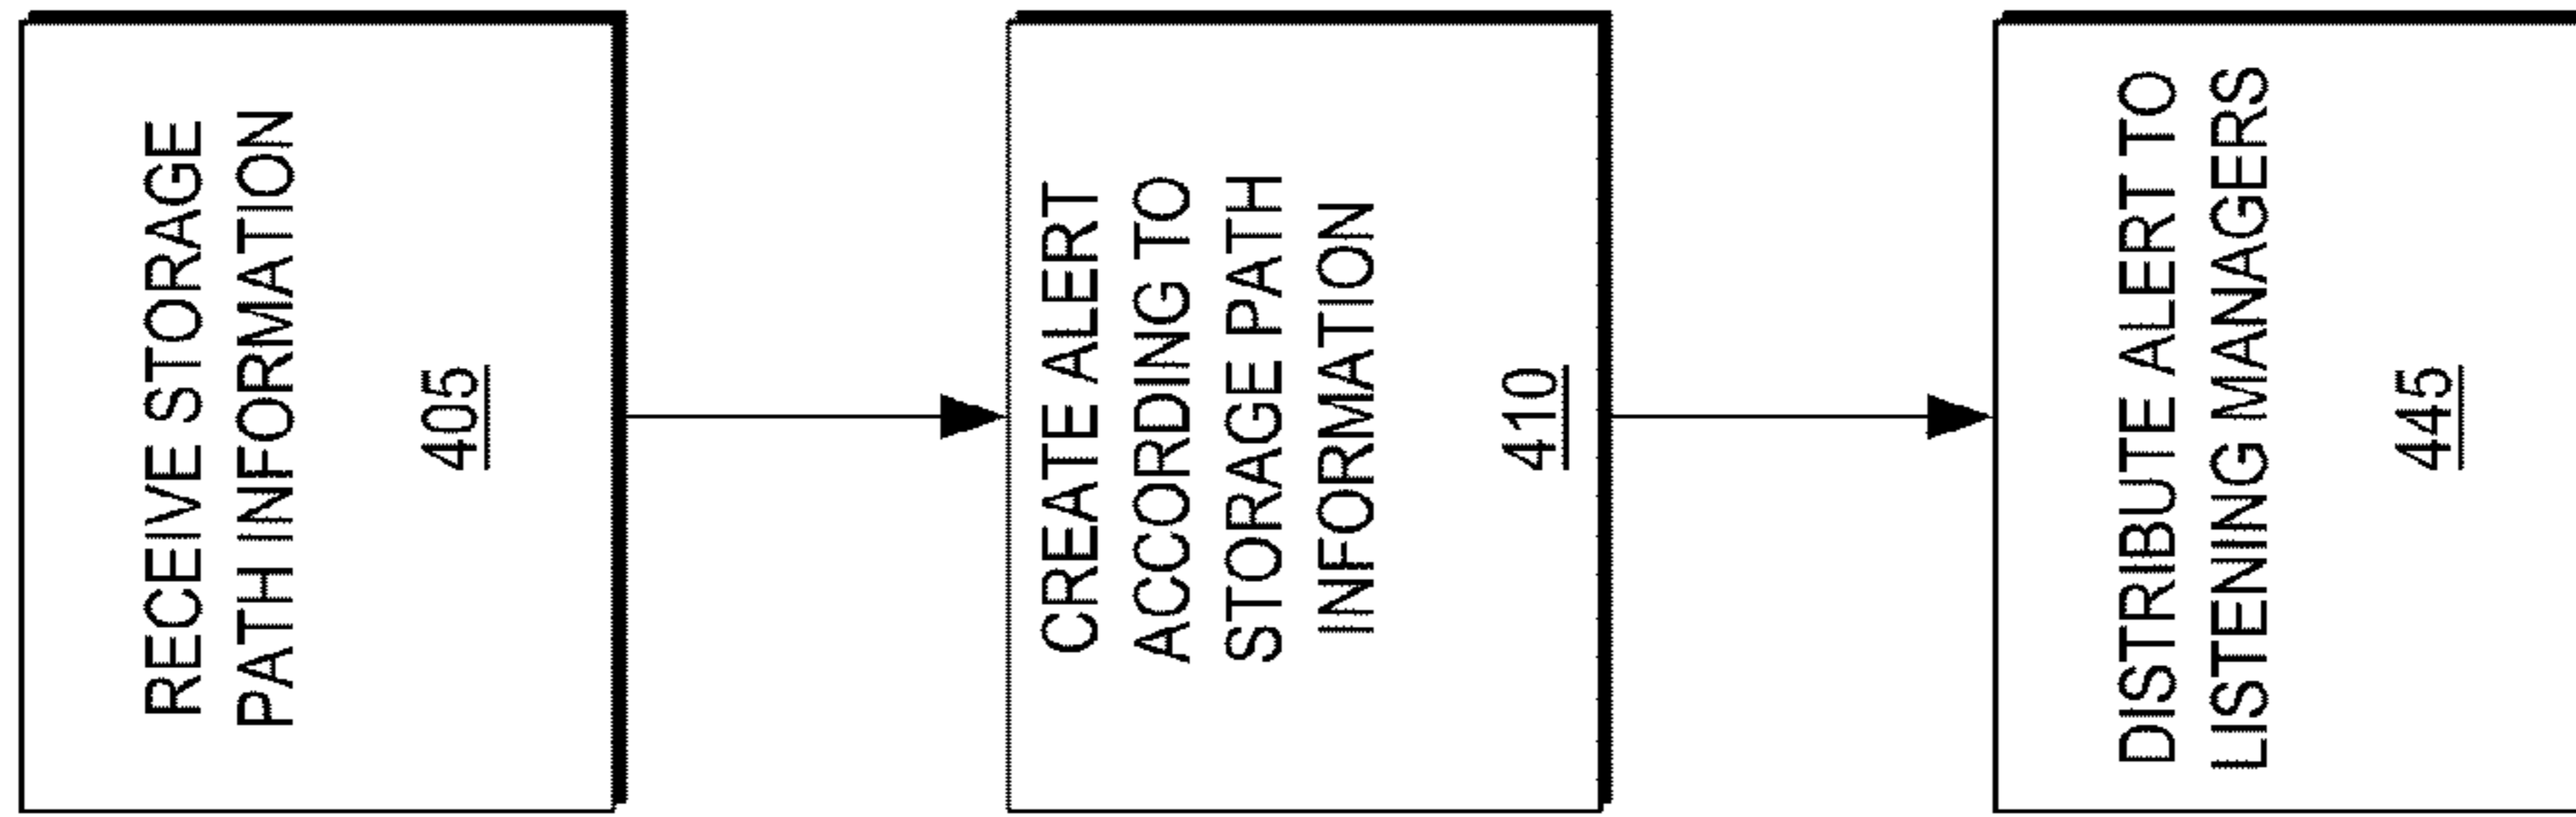 RECEIVE STORAGE
PATH INFORMATION
405
CREATE ALERT
ACCORDING TO
STORAGE PATH
INFORMATION
410
DISTRIBUTE ALERT TO
LISTENING MANAGERS
445